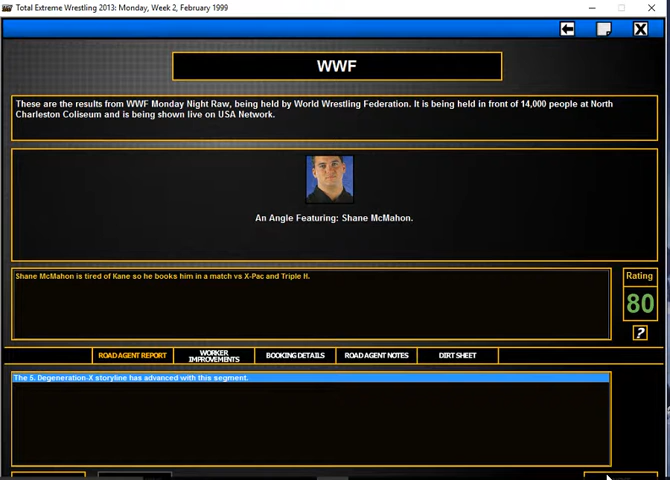 Total Extreme Wrestling 2013: Monday, Week 2, February 1999
WWF
These are the results from WWF Monday Night Raw, being held by World Wrestling Federation. It is being held in front of 14,000 people at North
Charleston Coliseum and is being shown live on USA Network.
An Angle Featuring: Shane McMahon.
Shane McMahon is tired of Kane so he books him in a match vs X-Pac and Triple H.
Rating
80
?
ROAD AGENT REPORT
WORKER
IMPROVEMENTS
BOOKING DETAILS
ROAD AGENT NOTES
DIRT SHEET
The 5. Degeneration-X storyline has advanced with this segment.